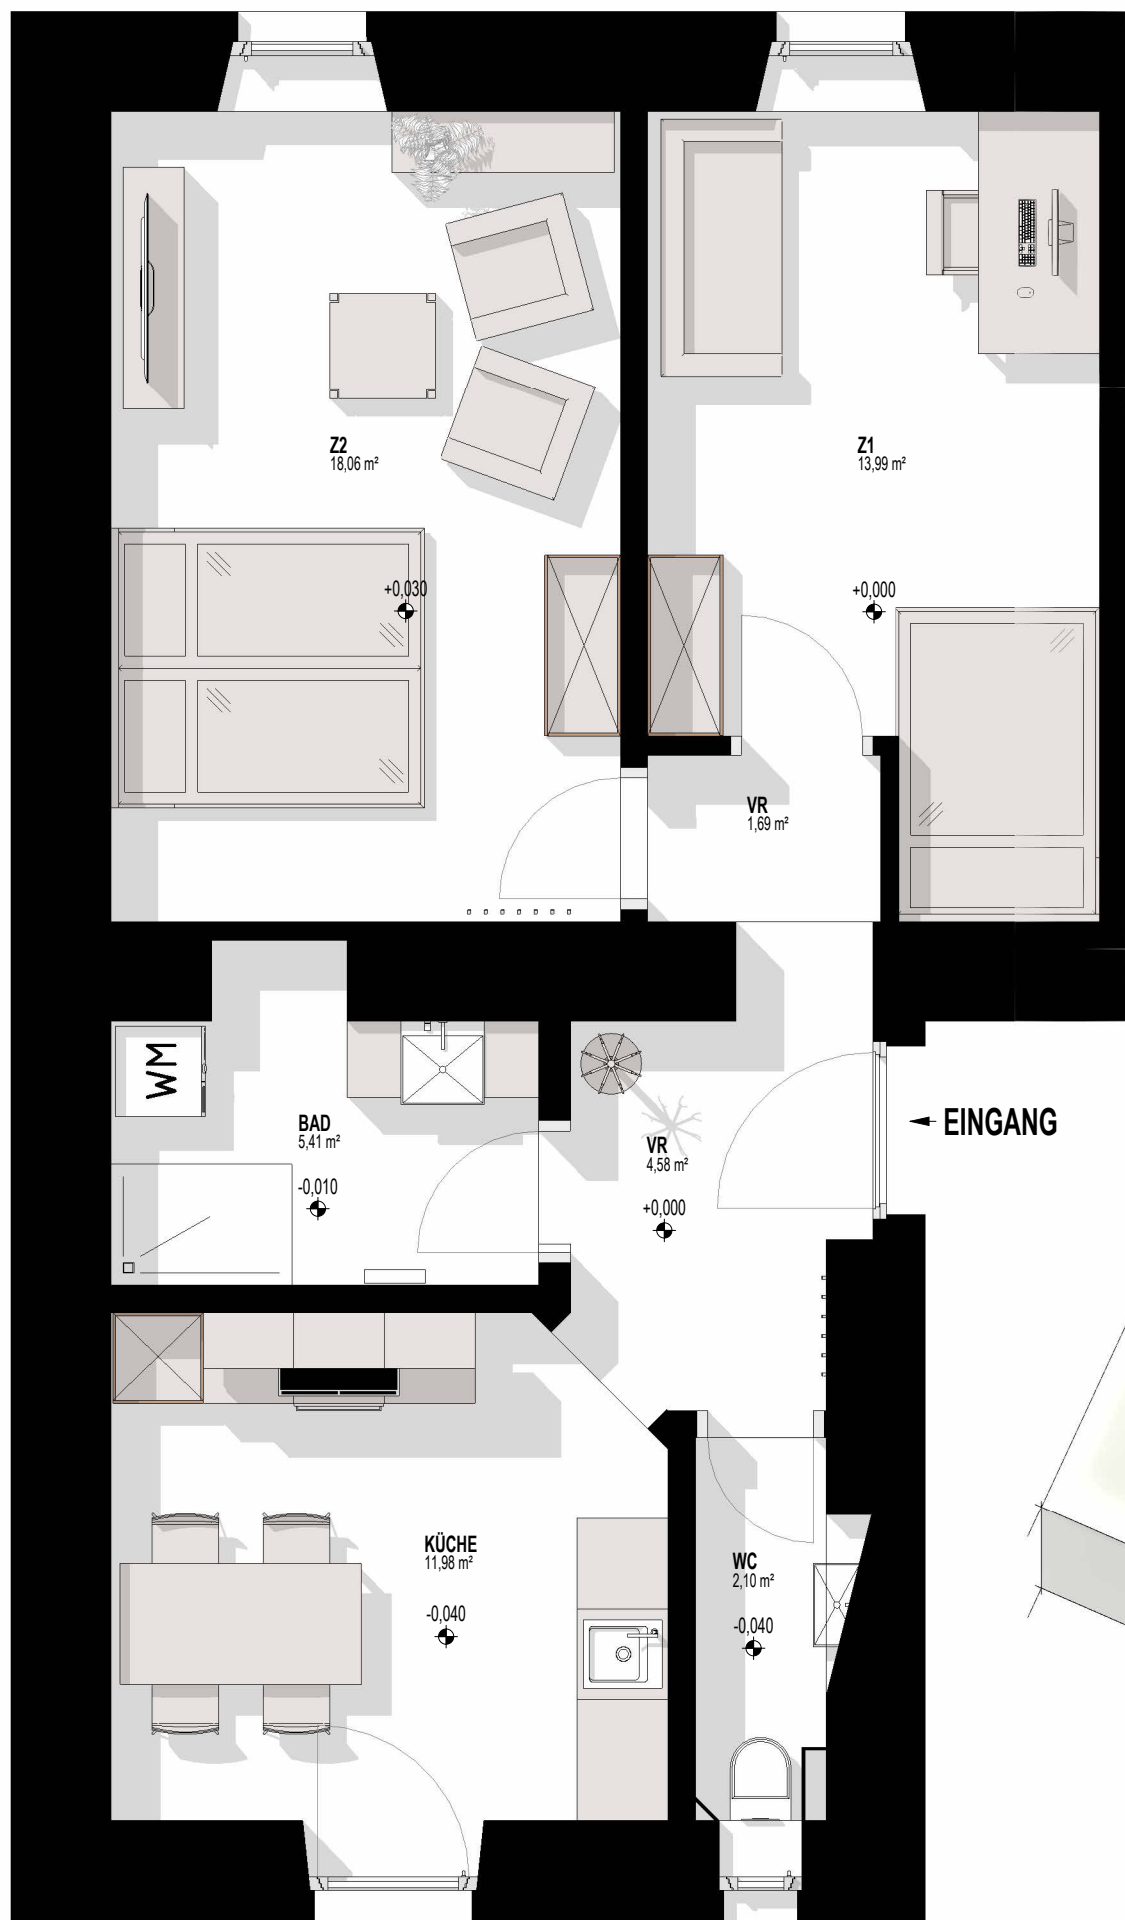 Z2
18,06 m²
Z1
13,99 m²
+0,030
+0,000
VR
1,69 m²
WM
BAD
5,41 m²
-0,010
VR
4,58 m²
+0,000
EINGANG
KÜCHE
11,98 m²
-0,040
WC
2,10 m²
-0,040